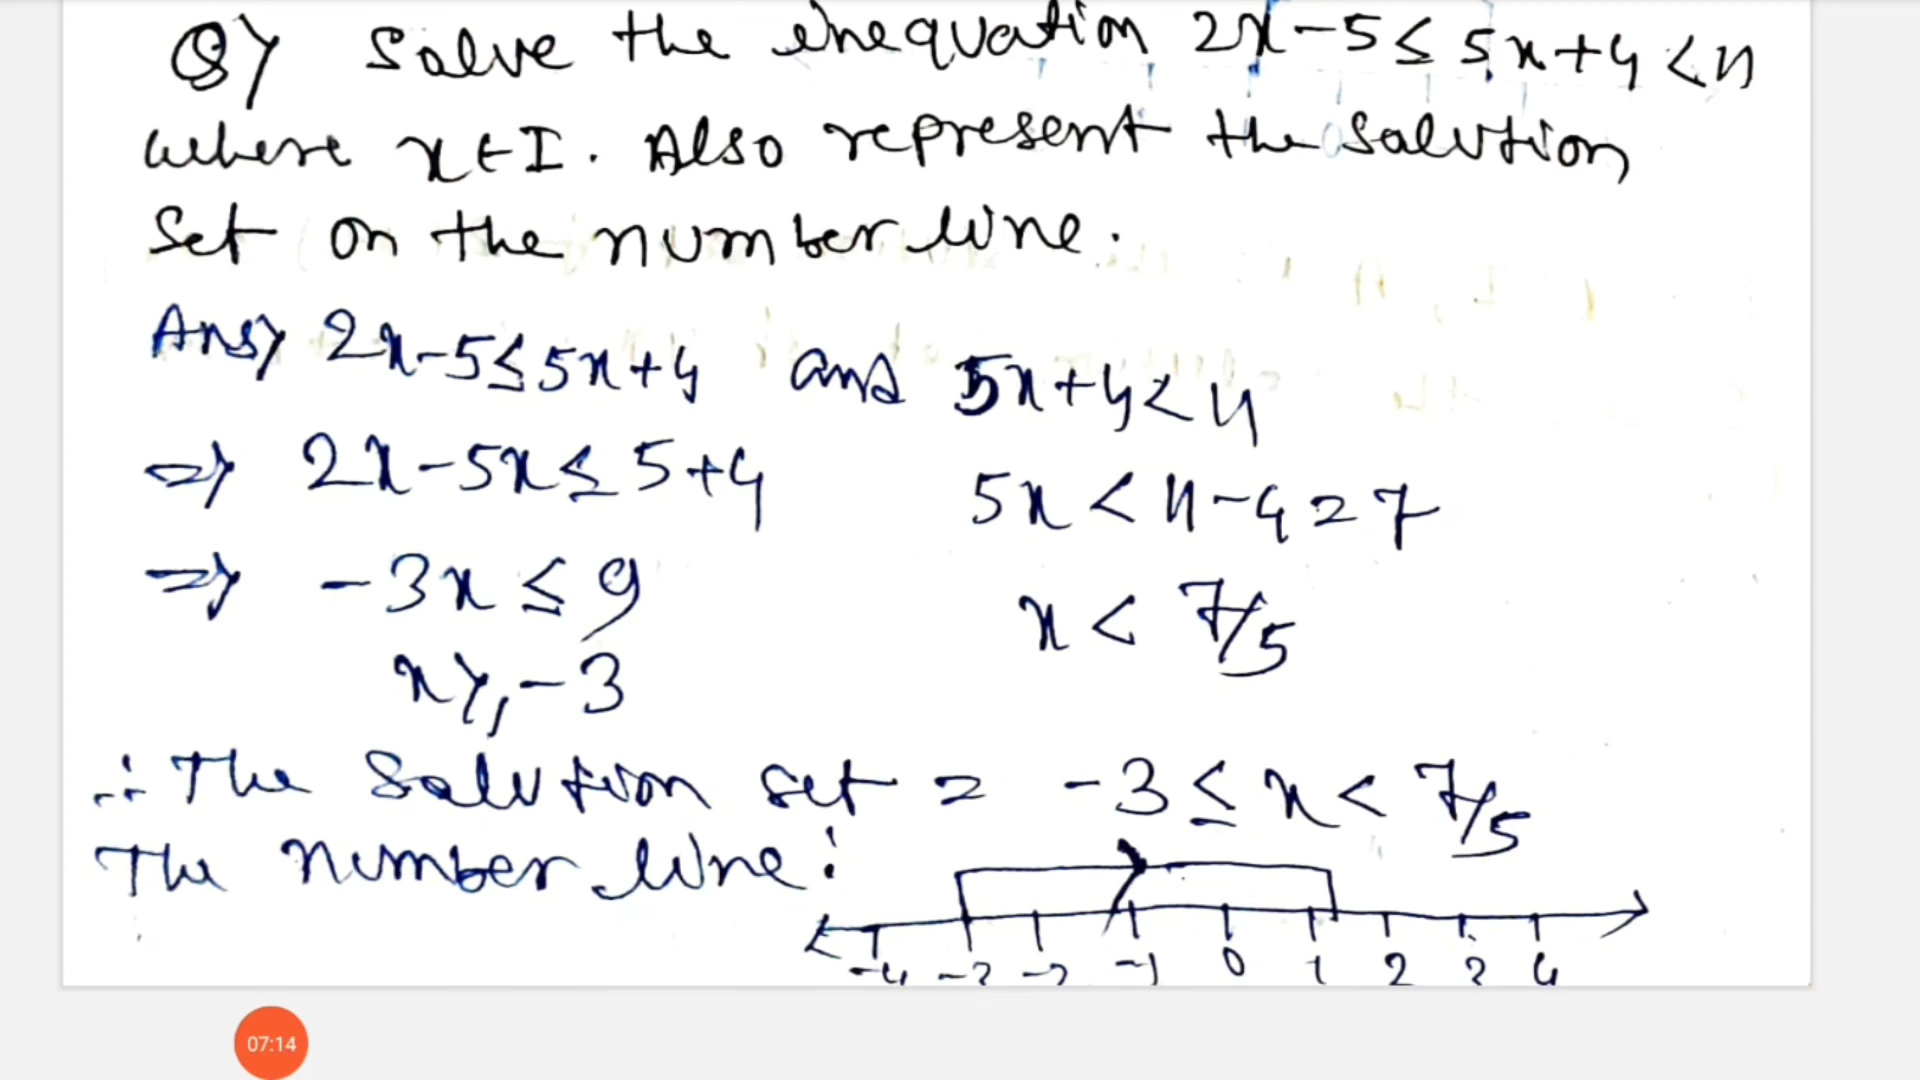 Q> Solve the inequation 2x-5≤5x+4<11
where x∈I. Also represent the solution
set on the number line.
Ans> 2x-5≤5x+4 and 5x+4<11
=> 2x-5x≤5+4 5x<11-4=7
=> -3x≤9 x<7/5
x≥-3
∴ The solution set = -3≤x<7/5
The number line:
-4 -3 -2 -1 0 1 2 3 4
07:14